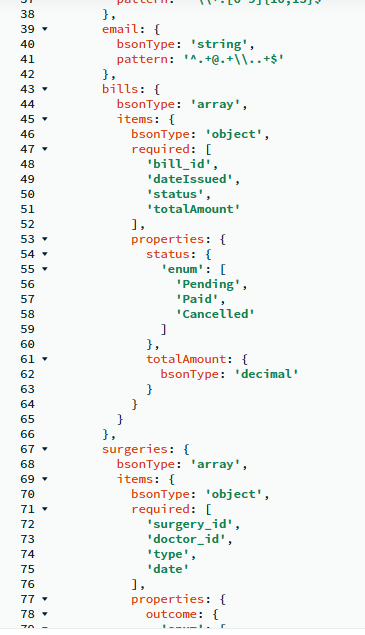 38 },
39 email: {
40 bsonType: 'string',
41 pattern: '^.+@.+\\..+$'
42 },
43 bills: {
44 bsonType: 'array',
45 items: {
46 bsonType: 'object',
47 required: [
48 'bill_id',
49 'dateIssued',
50 'status',
51 'totalAmount'
52 ],
53 properties: {
54 status: {
55 'enum': [
56 'Pending',
57 'Paid',
58 'Cancelled'
59 ]
60 },
61 totalAmount: {
62 bsonType: 'decimal'
63 }
64 }
65 }
66 },
67 surgeries: {
68 bsonType: 'array',
69 items: {
70 bsonType: 'object',
71 required: [
72 'surgery_id',
73 'doctor_id',
74 'type',
75 'date'
76 ],
77 properties: {
78 outcome: {